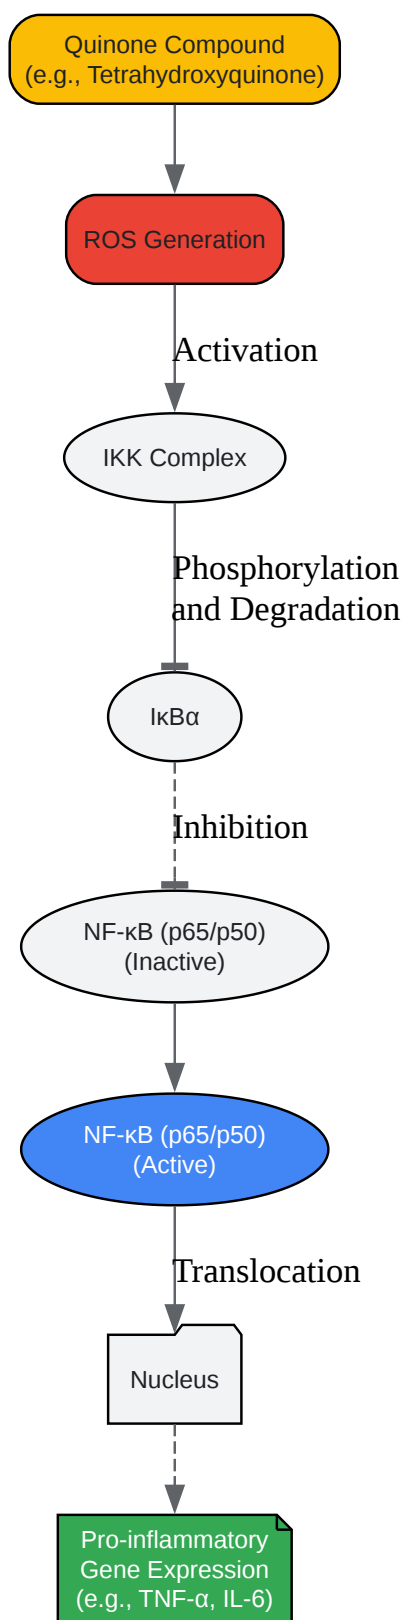 Quinone Compound
(e.g., Tetrahydroxyquinone)
ROS Generation
Activation
IKK Complex
Phosphorylation
and Degradation
IκBα
Inhibition
NF-κB (p65/p50)
(Inactive)
NF-κB (p65/p50)
(Active)
Translocation
Nucleus
Pro-inflammatory
Gene Expression
(e.g., TNF-α, IL-6)